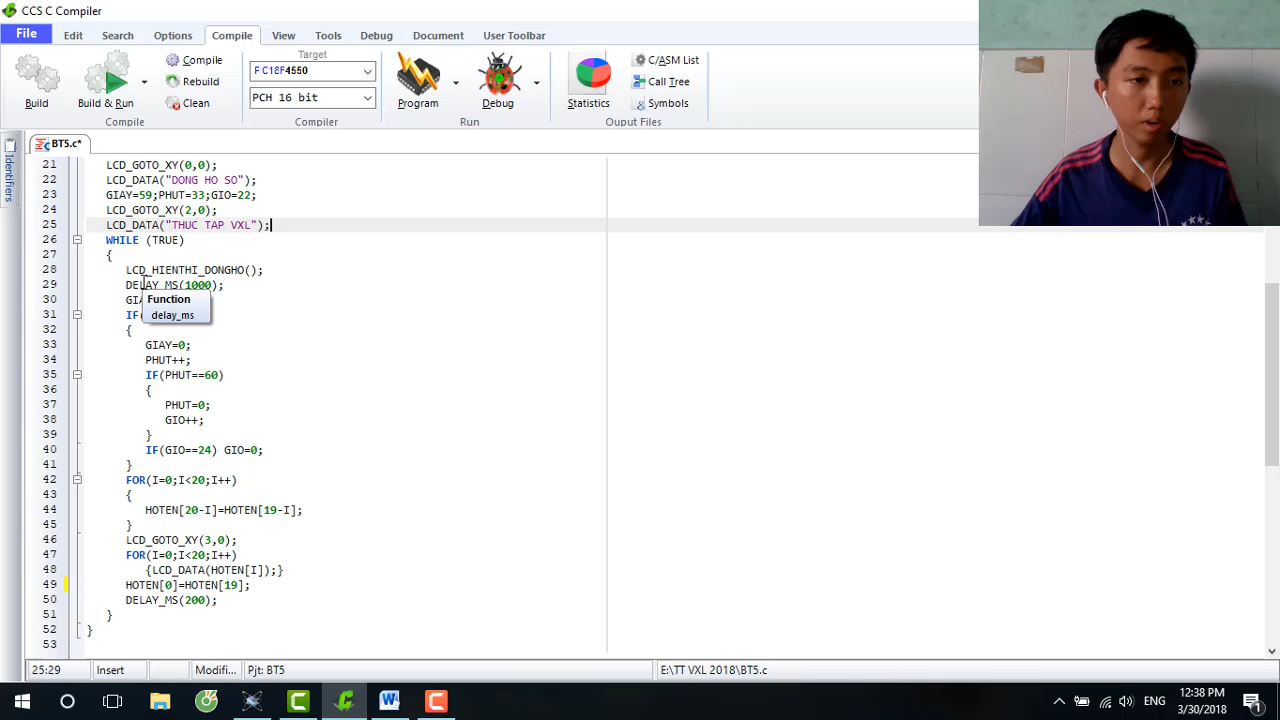 CCS C Compiler
File Edit Search Options Compile View Tools Debug Document User Toolbar
Build
Build & Run
Compile
Rebuild
Clean
Compile
Target
PIC18F4550
PCH 16 bit
Compiler
Program
Debug
Run
Statistics
C/ASM List
Call Tree
Symbols
Ouput Files
Identifiers
BT5.c*
21 LCD_GOTO_XY(0,0);
22 LCD_DATA("DONG HO SO");
23 GIAY=59;PHUT=33;GIO=22;
24 LCD_GOTO_XY(2,0);
25 LCD_DATA("THUC TAP VXL");
26 WHILE (TRUE)
27 {
28 LCD_HIENTHI_DONGHO();
29 DELAY_MS(1000);
30 GIA
Function
delay_ms
31 IF(
32 {
33 GIAY=0;
34 PHUT++;
35 IF(PHUT==60)
36 {
37 PHUT=0;
38 GIO++;
39 }
40 IF(GIO==24) GIO=0;
41 }
42 FOR(I=0;I<20;I++)
43 {
44 HOTEN[20-I]=HOTEN[19-I];
45 }
46 LCD_GOTO_XY(3,0);
47 FOR(I=0;I<20;I++)
48 {LCD_DATA(HOTEN[I]);}
49 HOTEN[0]=HOTEN[19];
50 DELAY_MS(200);
51 }
52 }
53
25:29 Insert Modifi... Pjt: BT5 E:\TT VXL 2018\BT5.c
ENG
12:38 PM
3/30/2018
1